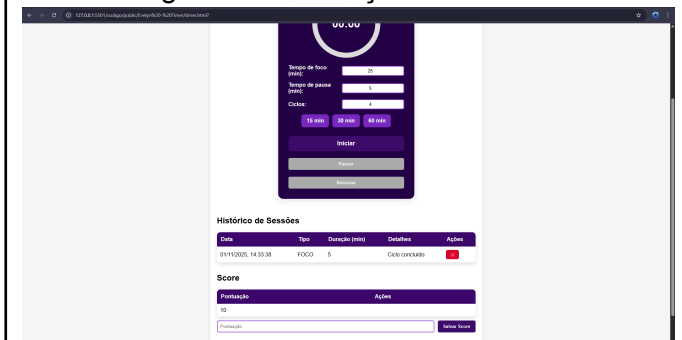 127.0.0.1:5501/codigo/public/Evelyn%20-%20Timer/timer.html?
00:00
Tempo de foco (min):
25
Tempo de pausa (min):
5
Ciclos:
4
15 min 30 min 60 min
Iniciar
Pausar
Histórico de Sessões
Data Tipo Duração (min) Detalhes Ações
01/11/2025, 14:33:38 FOCO 5 Ciclo concluído X
Score
Pontuação Ações
10
Pontuação Salvar Score